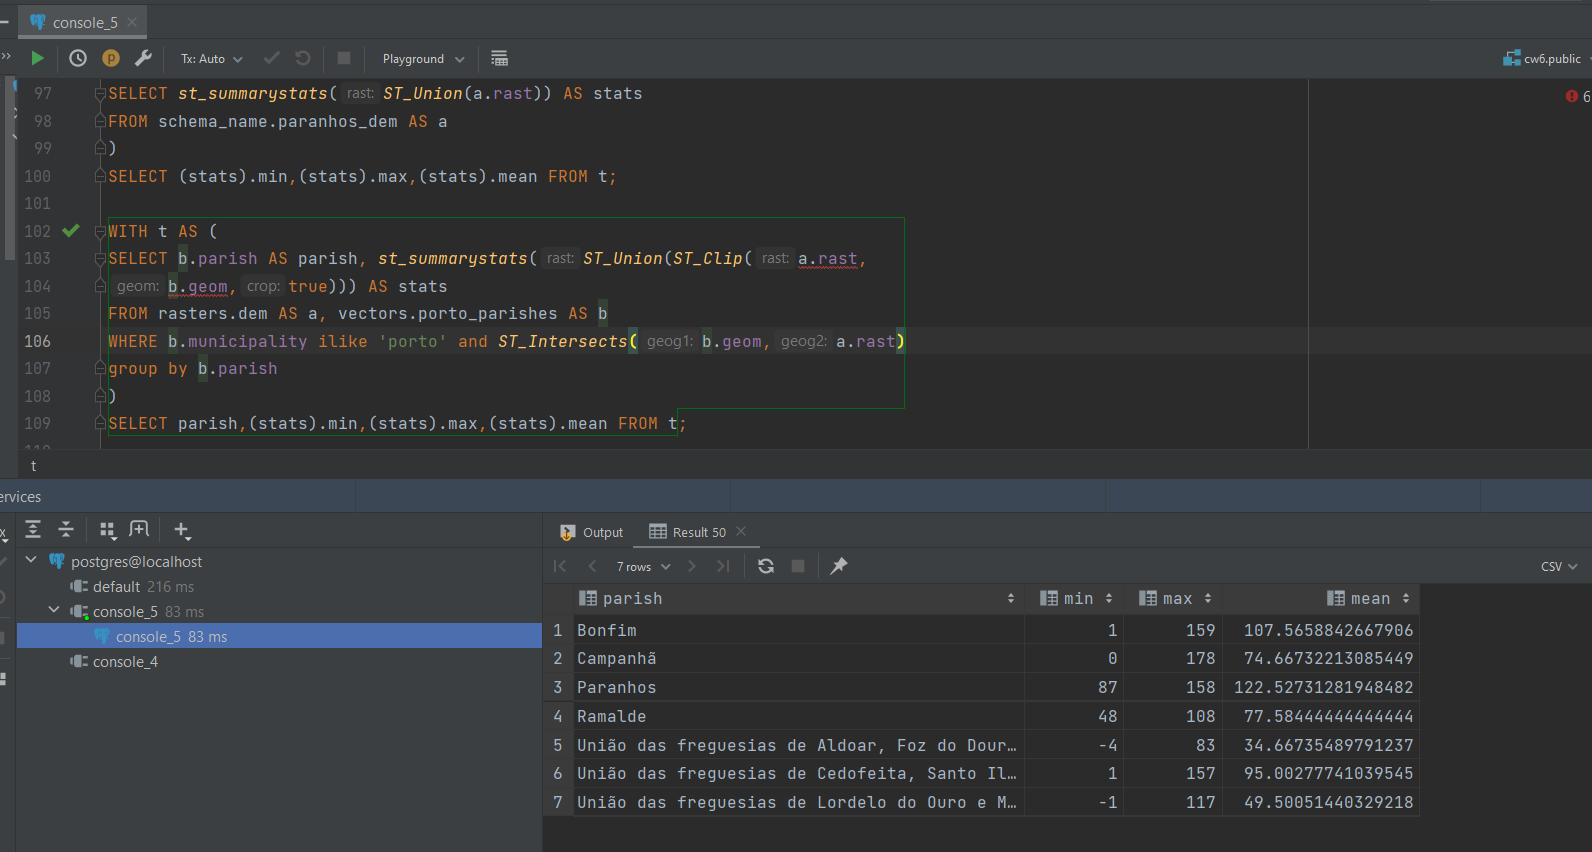 console_5
Tx: Auto
Playground
cw6.public
97 SELECT st_summarystats( rast: ST_Union(a.rast)) AS stats
6
98 FROM schema_name.paranhos_dem AS a
99 )
100 SELECT (stats).min,(stats).max,(stats).mean FROM t;
101
102 WITH t AS (
103 SELECT b.parish AS parish, st_summarystats( rast: ST_Union(ST_Clip( rast: a.rast,
104 geom: b.geom, crop: true))) AS stats
105 FROM rasters.dem AS a, vectors.porto_parishes AS b
106 WHERE b.municipality ilike 'porto' and ST_Intersects( geog1: b.geom, geog2: a.rast)
107 group by b.parish
108 )
109 SELECT parish,(stats).min,(stats).max,(stats).mean FROM t;
110
t
ervices
postgres@localhost
default 216 ms
console_5 83 ms
console_5 83 ms
console_4
Output
Result 50
7 rows
CSV
parish min max mean
1 Bonfim 1 159 107.5658842667906
2 Campanhã 0 178 74.66732213085449
3 Paranhos 87 158 122.52731281948482
4 Ramalde 48 108 77.58444444444444
5 União das freguesias de Aldoar, Foz do Dour… -4 83 34.66735489791237
6 União das freguesias de Cedofeita, Santo Il… 1 157 95.00277741039545
7 União das freguesias de Lordelo do Ouro e M… -1 117 49.50051440329218